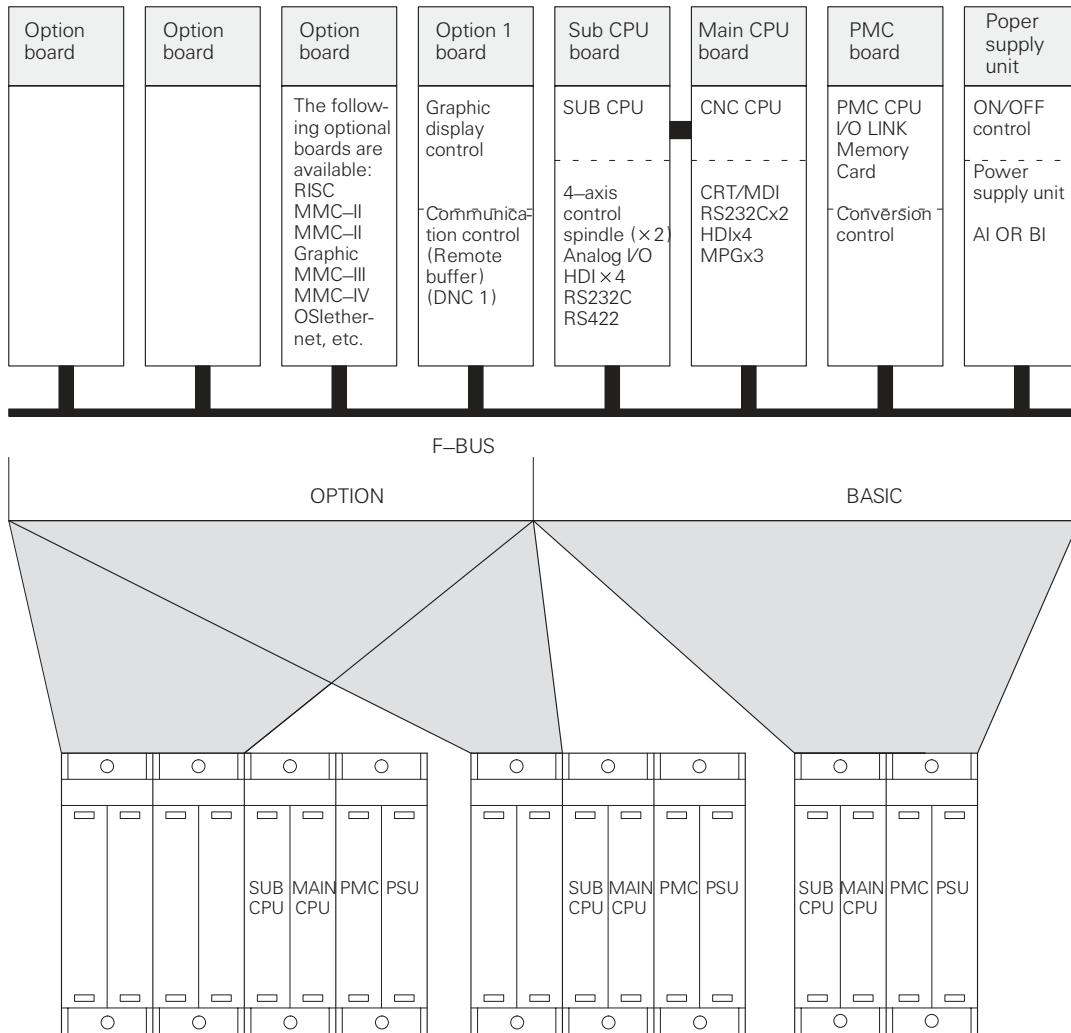 Option
board
Option
board
Option
board
Option 1
board
Sub CPU
board
Main CPU
board
PMC
board
Poper
supply
unit
The follow-
ing optional
boards are
available:
RISC
MMC–II
MMC–II
Graphic
MMC–III
MMC–IV
OSIether-
net, etc.
Graphic
display
control
Communica-
tion control
(Remote
buffer)
(DNC 1)
SUB CPU
4–axis
control
spindle (×2)
Analog I/O
HDI×4
RS232C
RS422
CNC CPU
CRT/MDI
RS232Cx2
HDIx4
MPGx3
PMC CPU
I/O LINK
Memory
Card
Conversion
control
ON/OFF
control
Power
supply unit
AI OR BI
F–BUS
OPTION
BASIC
SUB
CPU
MAIN
CPU
PMC
PSU
SUB
CPU
MAIN
CPU
PMC
PSU
SUB
CPU
MAIN
CPU
PMC
PSU